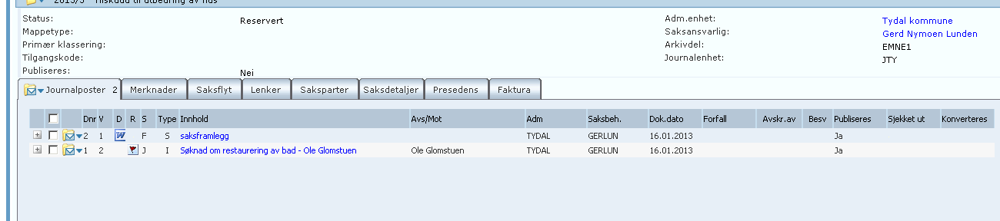 2013/5 Tilskudd til utbedring av hus
Status: Reservert Adm.enhet: Tydal kommune
Mappetype: Saksansvarlig: Gerd Nymoen Lunden
Primær klassering: Arkivdel: EMNE1
Tilgangskode: Journalenhet: JTY
Publiseres: Nei
Journalposter 2 Merknader Saksflyt Lenker Saksparter Saksdetaljer Presedens Faktura
Dnr V D R S Type Innhold Avs/Mot Adm Saksbeh. Dok.dato Forfall Avskr.av Besv Publiseres Sjekket ut Konverteres
2 1 W F S saksframlegg TYDAL GERLUN 16.01.2013 Ja
1 2 J I Søknad om restaurering av bad - Ole Glomstuen Ole Glomstuen TYDAL GERLUN 16.01.2013 Ja